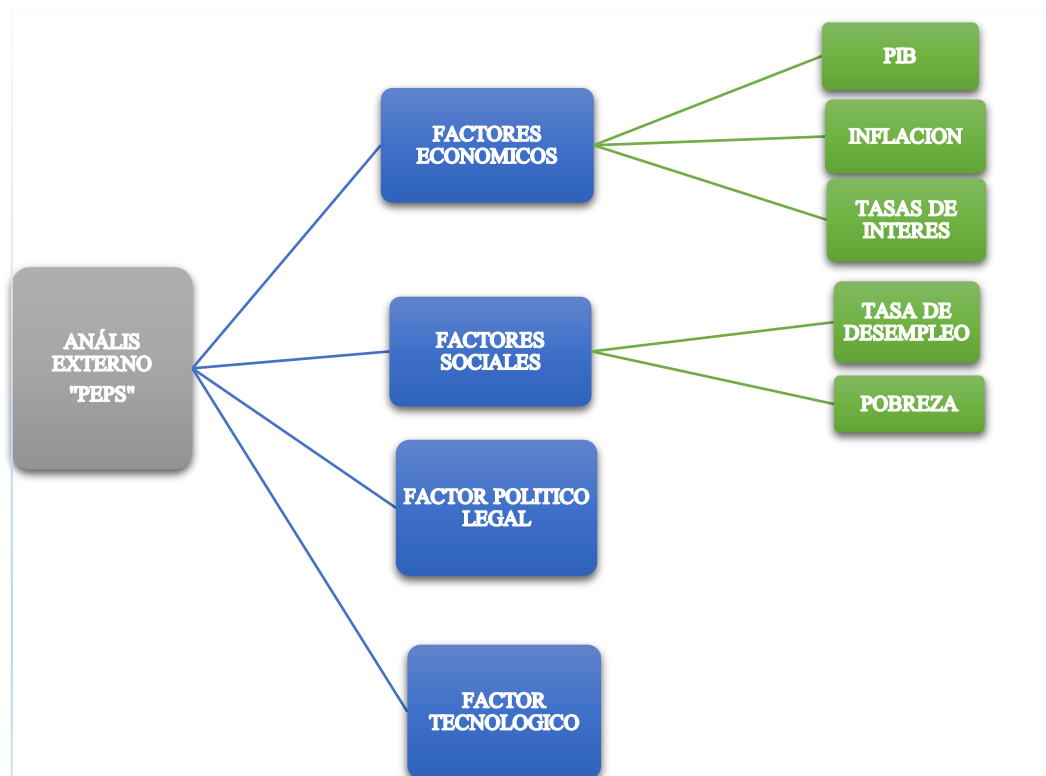 ANÁLIS
EXTERNO
"PEPS"
FACTORES
ECONOMICOS
PIB
INFLACION
TASAS DE
INTERES
FACTORES
SOCIALES
TASA DE
DESEMPLEO
POBREZA
FACTOR POLITICO
LEGAL
FACTOR
TECNOLOGICO